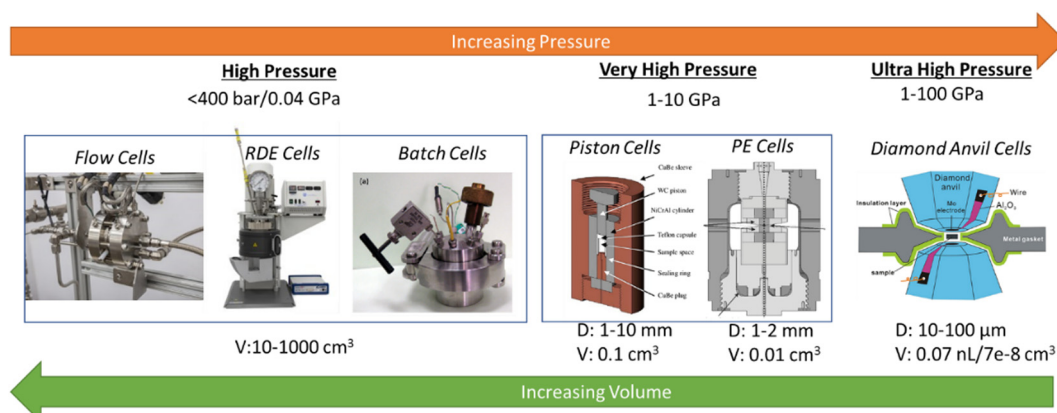 Increasing Pressure
High Pressure
<400 bar/0.04 GPa
Very High Pressure
1-10 GPa
Ultra High Pressure
1-100 GPa
Flow Cells
RDE Cells
Batch Cells
(a)
Piston Cells
CuBe sleeve
WC piston
NiCrAl cylinder
Teflon capsule
Sample space
Sealing ring
CuBe plug
PE Cells
Diamond Anvil Cells
Diamond
anvil
Wire
Mo
electrode
Al₂O₃
Insulation layer
Metal gasket
sample
V:10-1000 cm³
D: 1-10 mm
V: 0.1 cm³
D: 1-2 mm
V: 0.01 cm³
D: 10-100 μm
V: 0.07 nL/7e-8 cm³
Increasing Volume